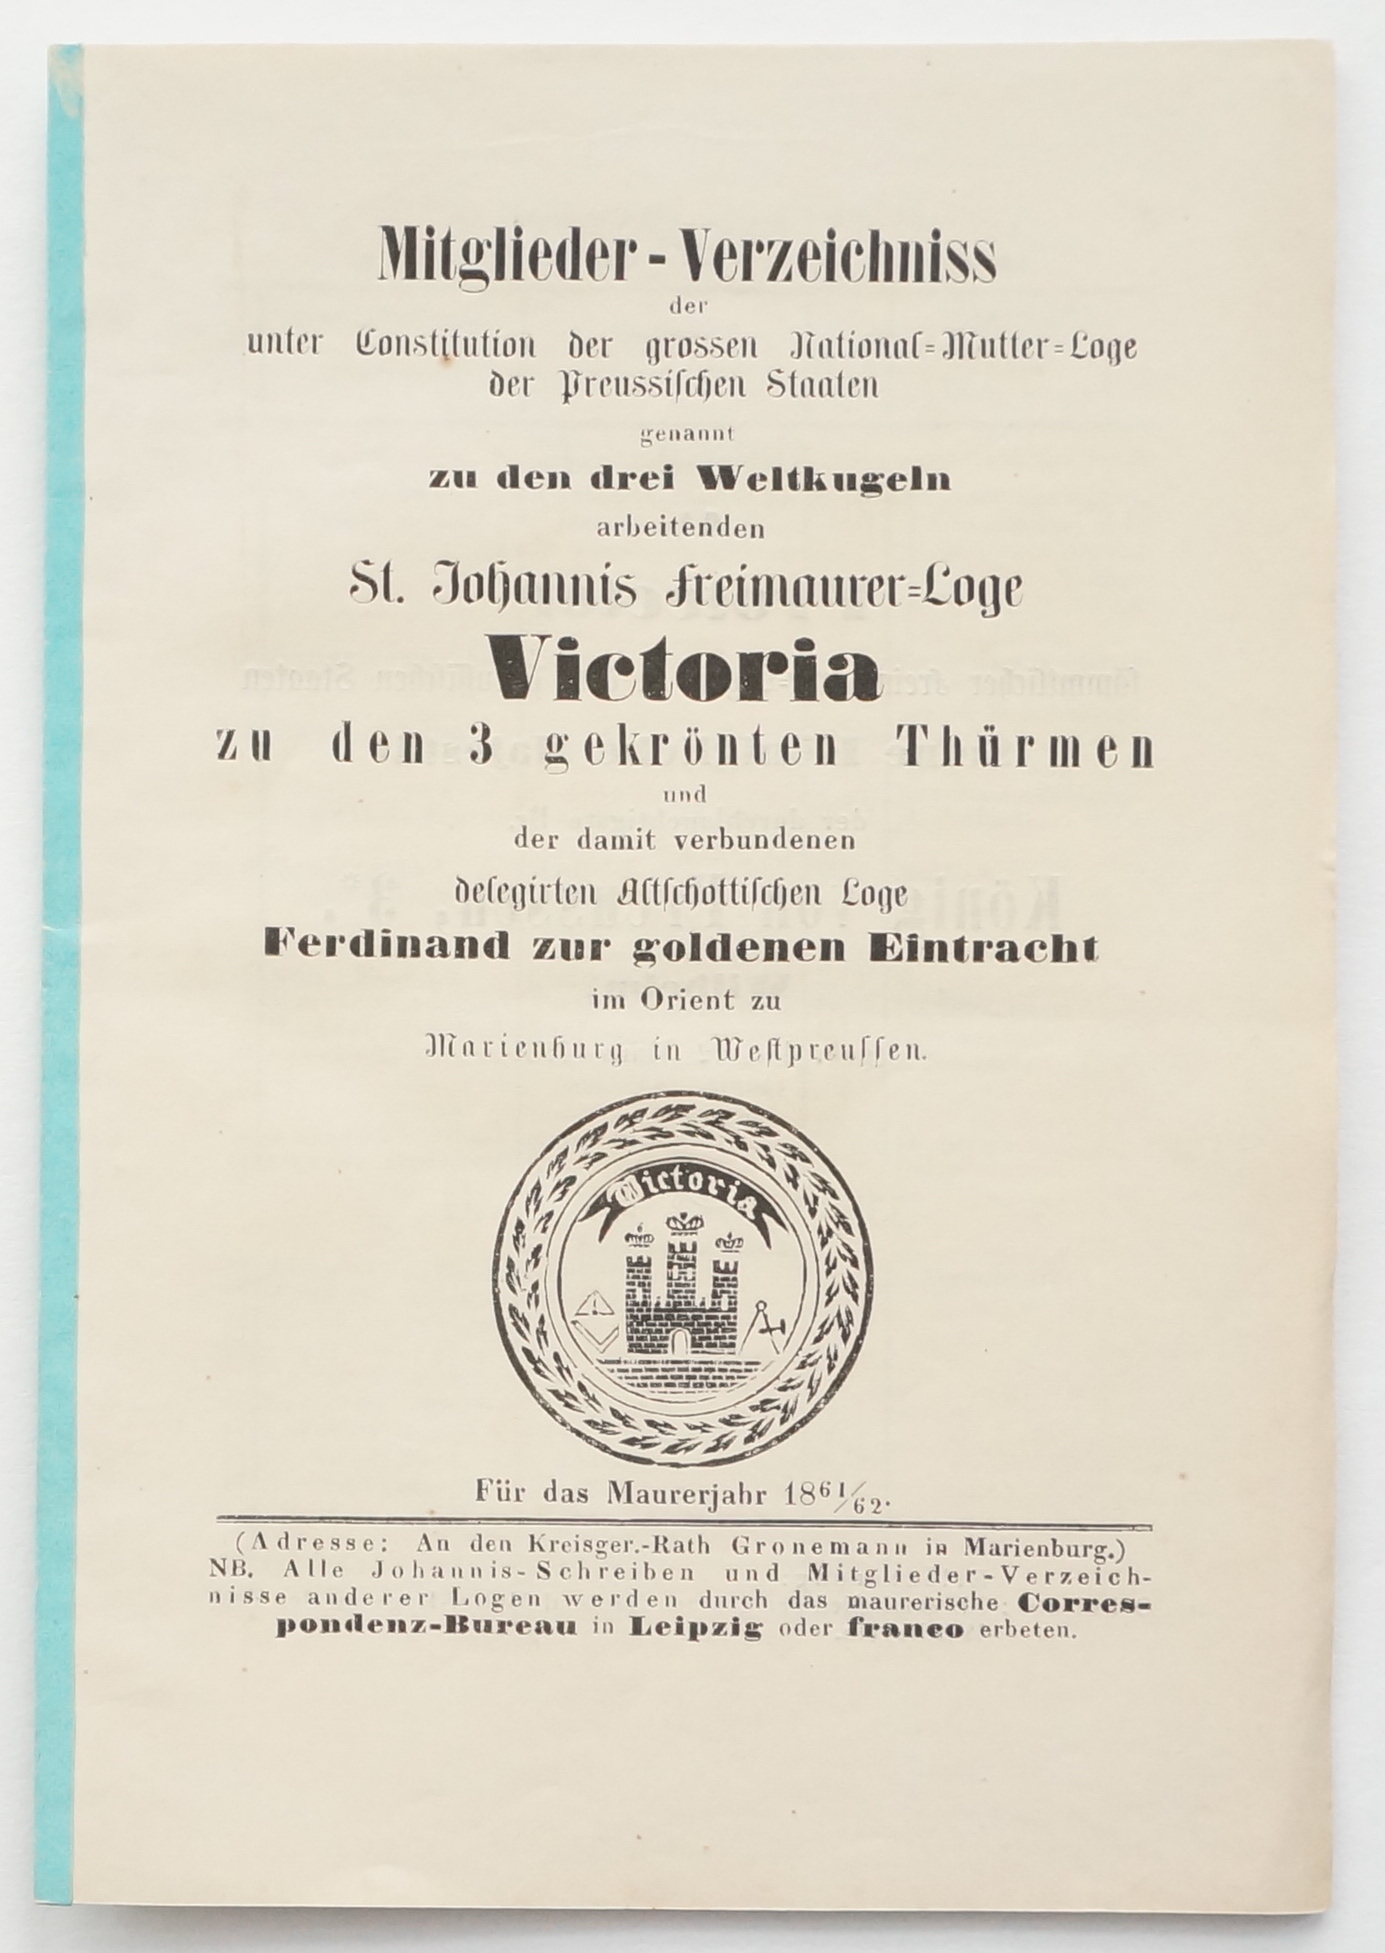 Mitglieder-Verzeichniss
der
unter Constitution der grossen National=Mutter=Loge
der Preussischen Staaten
genannt
zu den drei Weltkugeln
arbeitenden
St. Johannis Freimaurer=Loge
Victoria
zu den 3 gekrönten Thürmen
und
der damit verbundenen
delegirten Altschottischen Loge
Ferdinand zur goldenen Eintracht
im Orient zu
Marienburg in Westpreussen.
Victoria
Für das Maurerjahr 1861/62.
(Adresse: An den Kreisger.-Rath Gronemann in Marienburg.)
NB. Alle Johannis-Schreiben und Mitglieder-Verzeich-
nisse anderer Logen werden durch das maurerische Corres-
pondenz-Bureau in Leipzig oder franco erbeten.